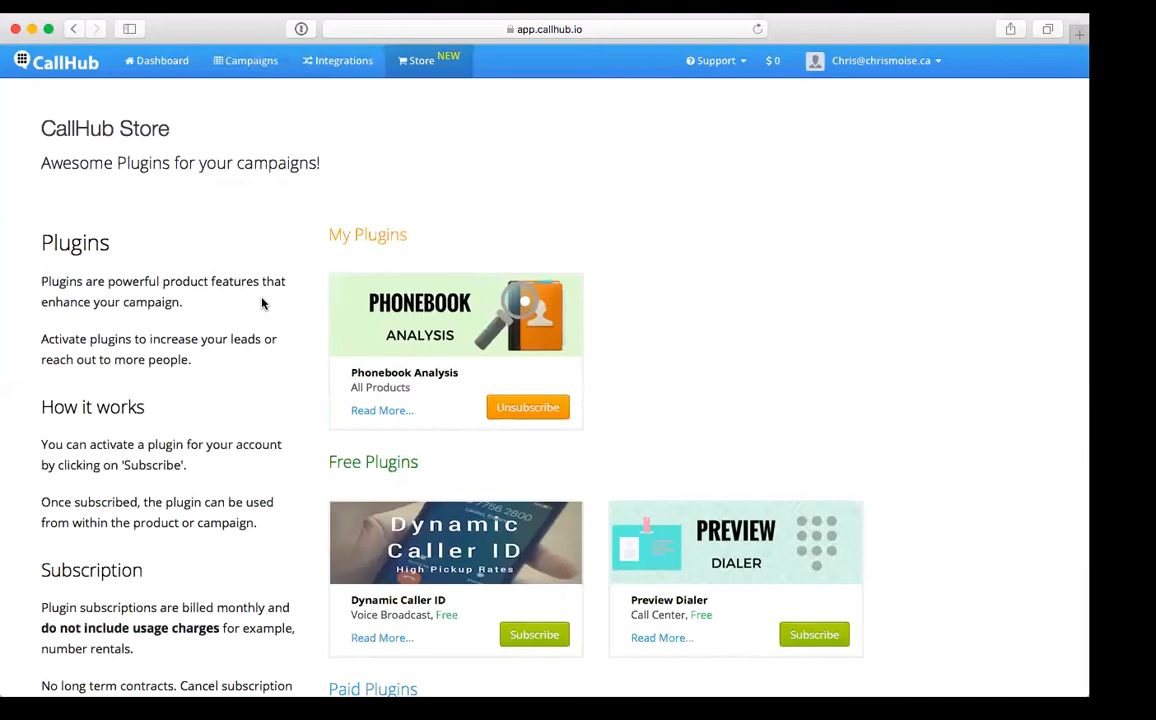 app.callhub.io
CallHub
Dashboard
Campaigns
Integrations
Store NEW
Support
$ 0
Chris@chrismoise.ca
CallHub Store
Awesome Plugins for your campaigns!
Plugins
Plugins are powerful product features that
enhance your campaign.
Activate plugins to increase your leads or
reach out to more people.
How it works
You can activate a plugin for your account
by clicking on 'Subscribe'.
Once subscribed, the plugin can be used
from within the product or campaign.
Subscription
Plugin subscriptions are billed monthly and
do not include usage charges for example,
number rentals.
No long term contracts. Cancel subscription
My Plugins
PHONEBOOK
ANALYSIS
Phonebook Analysis
All Products
Read More...
Unsubscribe
Free Plugins
Dynamic
Caller ID
High Pickup Rates
Dynamic Caller ID
Voice Broadcast, Free
Read More...
Subscribe
PREVIEW
DIALER
Preview Dialer
Call Center, Free
Read More...
Subscribe
Paid Plugins